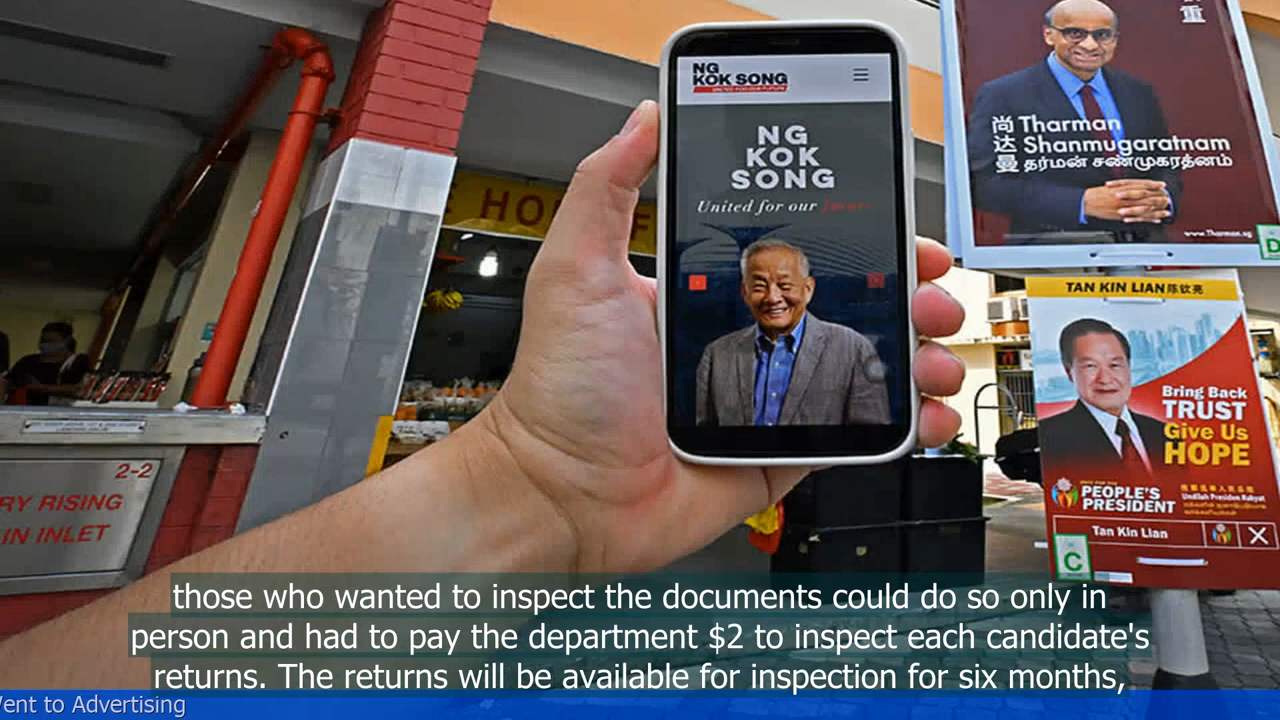 NG
KOK SONG
NG
KOK
SONG
United for our future
尚 Tharman
达 Shanmugaratnam
曼 தர்மன் சண்முகரத்னம்
www.Tharman.sg
TAN KIN LIAN 陈钦亮
Bring Back
TRUST
Give Us
HOPE
PEOPLE'S
PRESIDENT
Undilah Presiden Rakyat
Tan Kin Lian
X
C
HO
2-2
RY RISING
IN INLET
those who wanted to inspect the documents could do so only in
person and had to pay the department $2 to inspect each candidate's
returns. The returns will be available for inspection for six months,
Went to Advertising